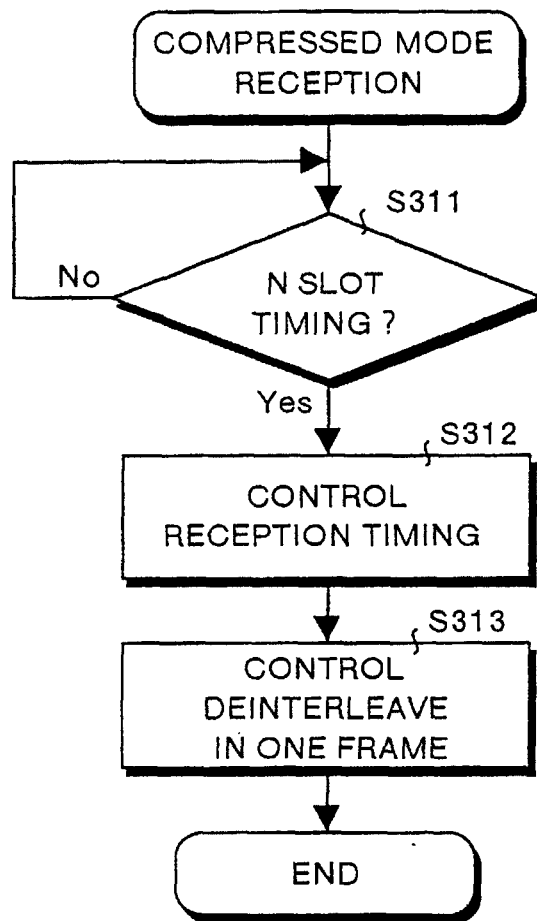 COMPRESSED MODE
RECEPTION
S311
No
N SLOT
TIMING ?
Yes
S312
CONTROL
RECEPTION TIMING
S313
CONTROL
DEINTERLEAVE
IN ONE FRAME
END